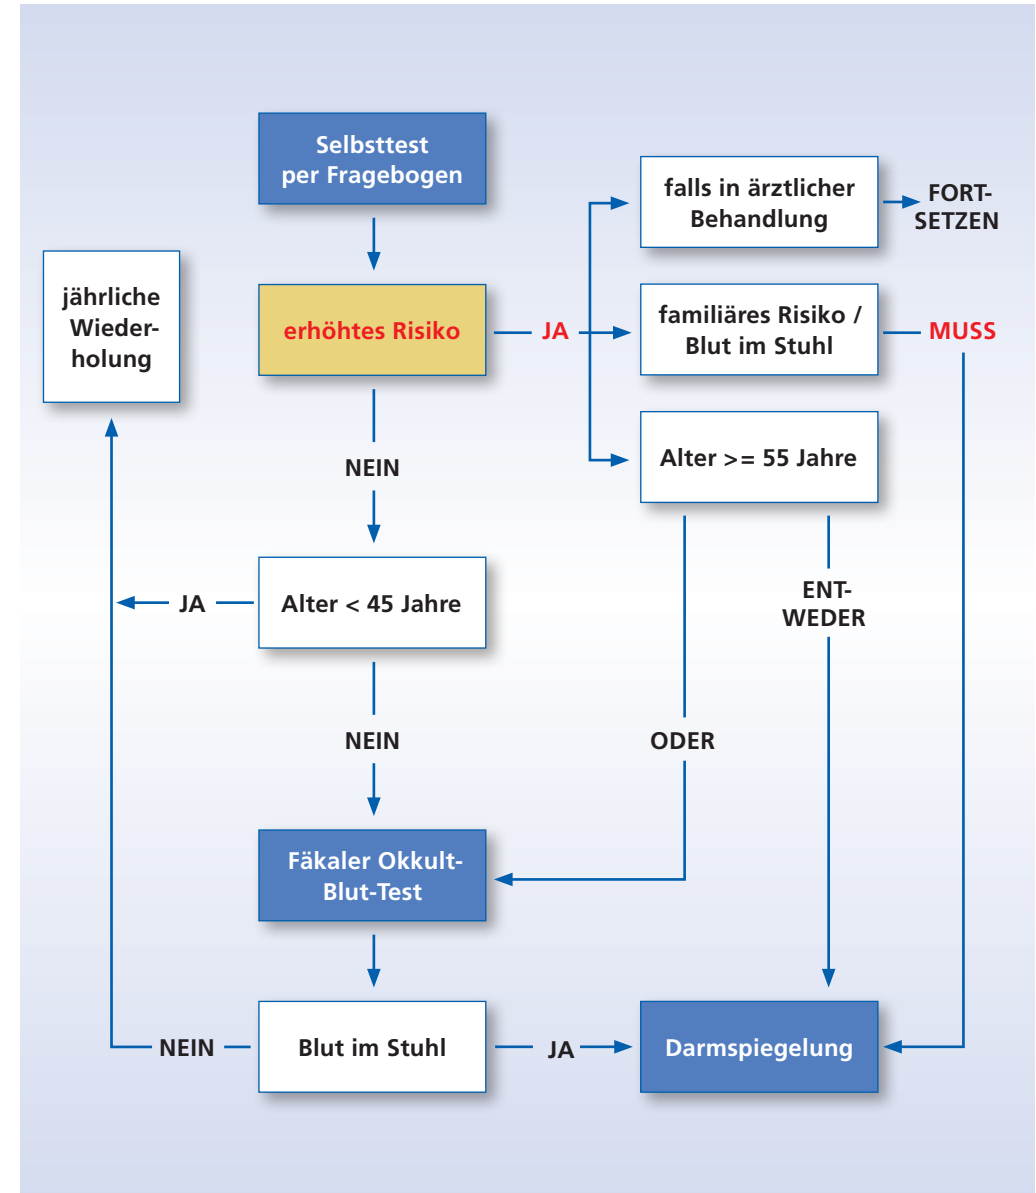 Selbsttest
per Fragebogen
falls in ärztlicher
Behandlung
FORT-
SETZEN
jährliche
Wieder-
holung
erhöhtes Risiko
JA
familiäres Risiko /
Blut im Stuhl
MUSS
NEIN
Alter >= 55 Jahre
JA
Alter < 45 Jahre
ENT-
WEDER
NEIN
ODER
Fäkaler Okkult-
Blut-Test
NEIN
Blut im Stuhl
JA
Darmspiegelung